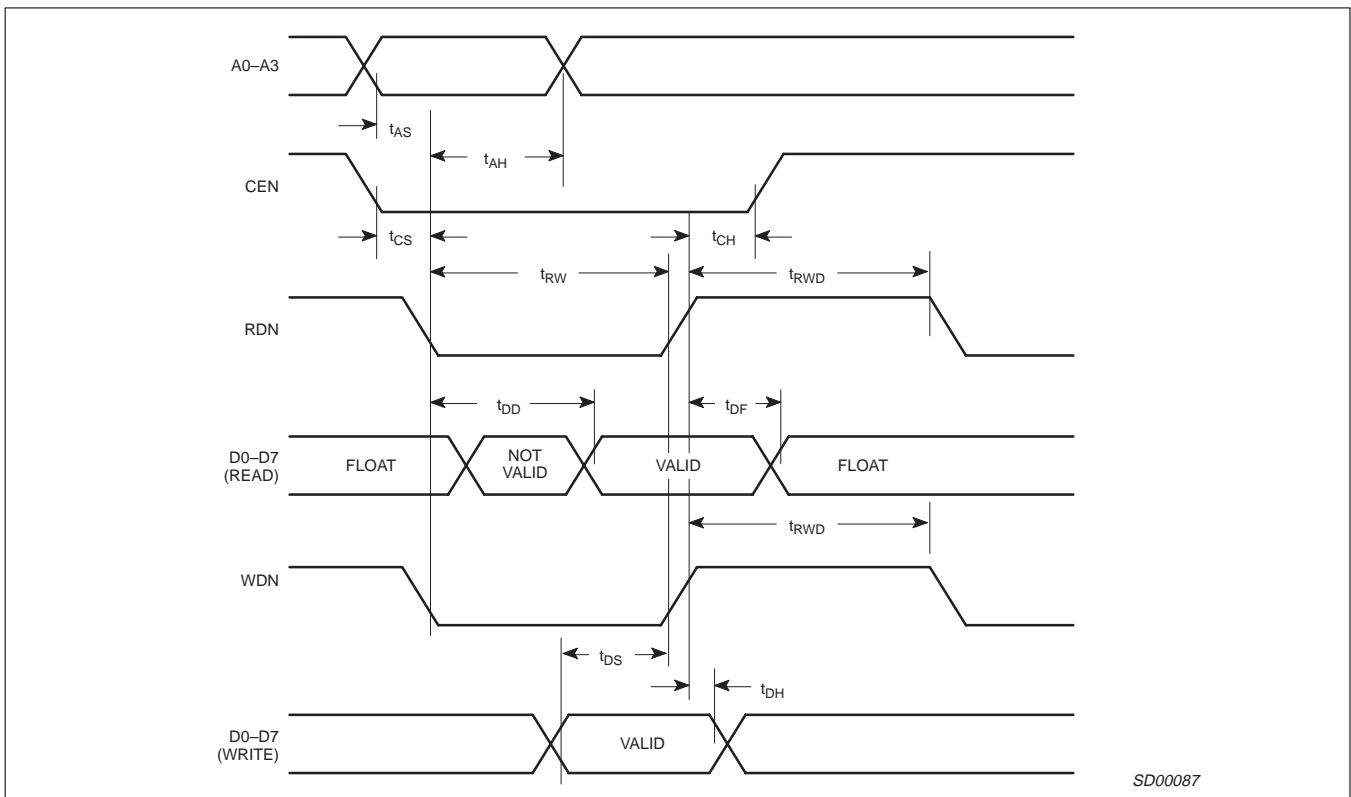 A0–A3
tAS
tAH
CEN
tCS
tCH
tRW
tRWD
RDN
tDD
tDF
D0–D7
(READ)
FLOAT
NOT
VALID
VALID
FLOAT
tRWD
WDN
tDS
tDH
D0–D7
(WRITE)
VALID
SD00087